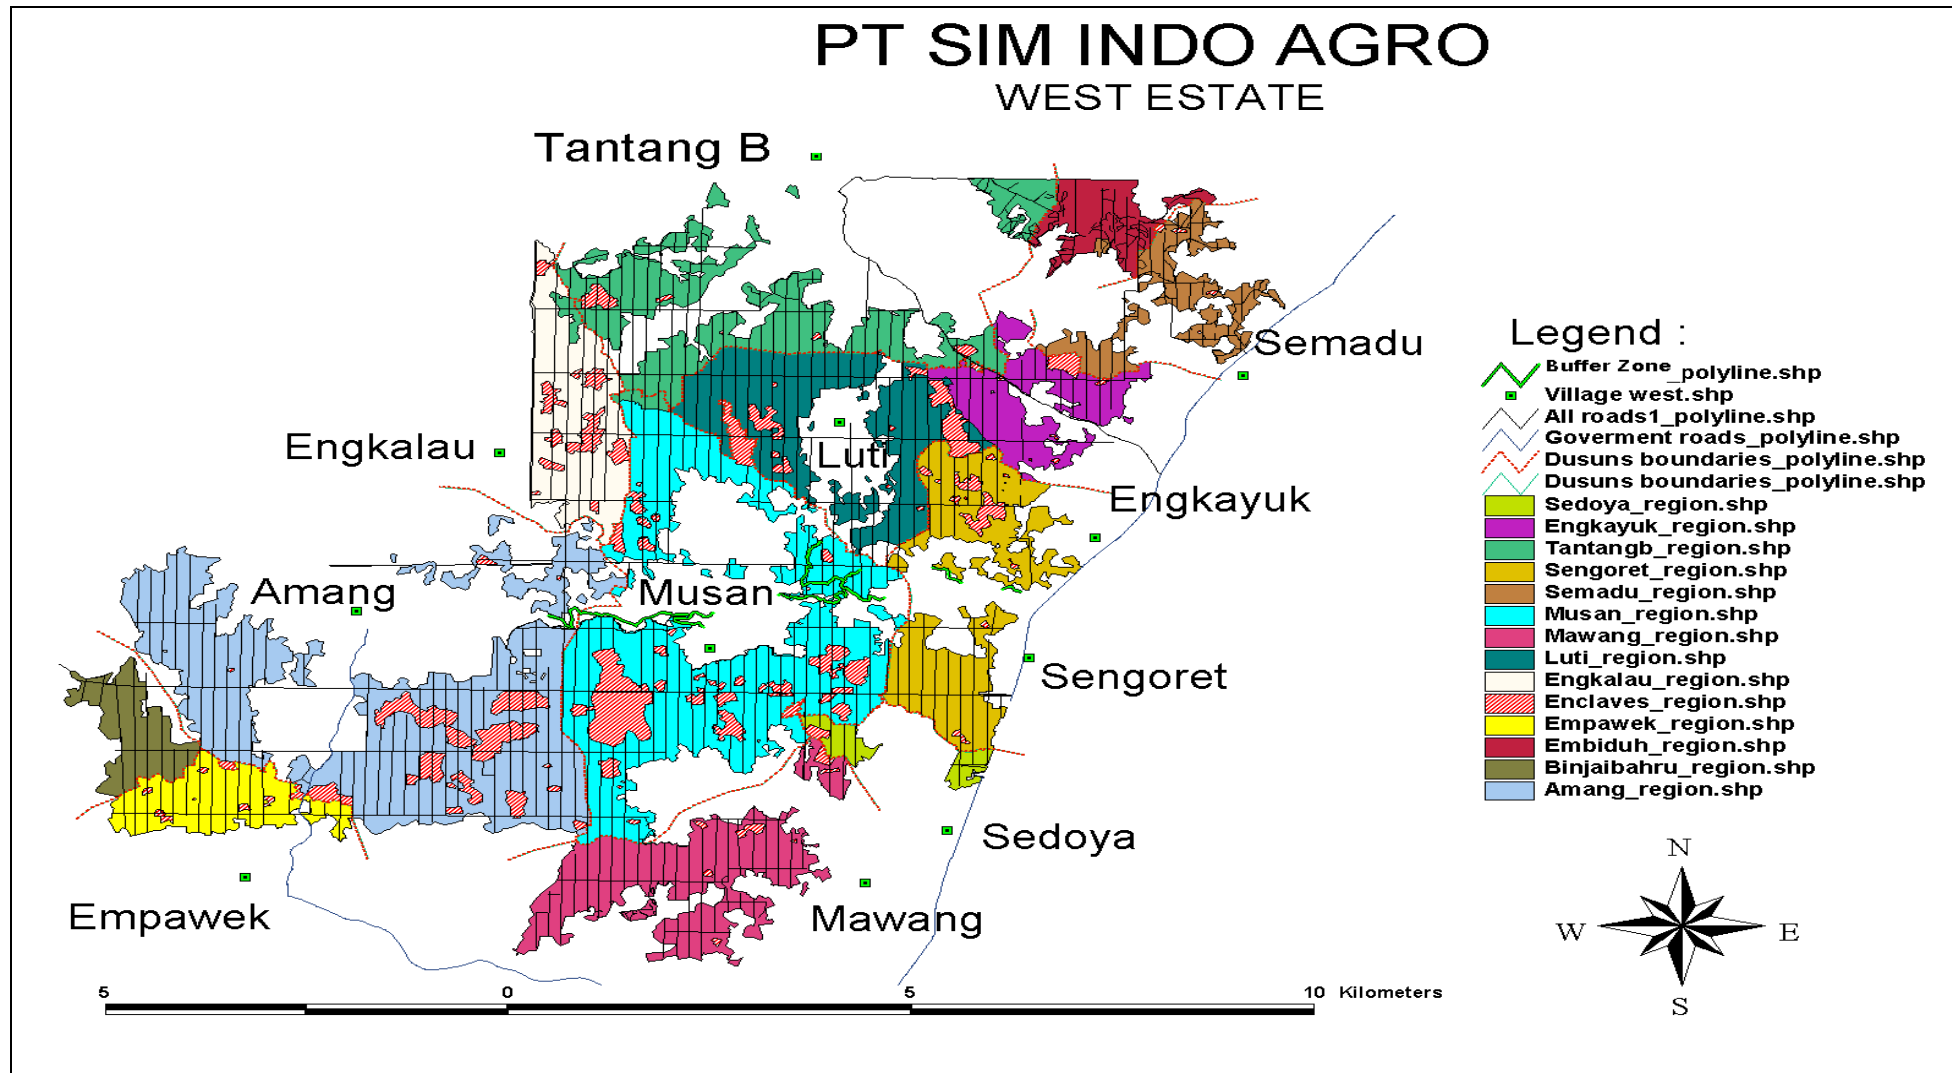 PT SIM INDO AGRO
WEST ESTATE
Tantang B
Semadu
Engkalau
Luti
Engkayuk
Amang
Musan
Sengoret
Sedoya
Empawek
Mawang
Legend :
Buffer Zone_polyline.shp
Village west.shp
All roads1_polyline.shp
Goverment roads_polyline.shp
Dusuns boundaries_polyline.shp
Dusuns boundaries_polyline.shp
Sedoya_region.shp
Engkayuk_region.shp
Tantangb_region.shp
Sengoret_region.shp
Semadu_region.shp
Musan_region.shp
Mawang_region.shp
Luti_region.shp
Engkalau_region.shp
Enclaves_region.shp
Empawek_region.shp
Embiduh_region.shp
Binjaibahru_region.shp
Amang_region.shp
N
W E
S
5 0 5 10 Kilometers